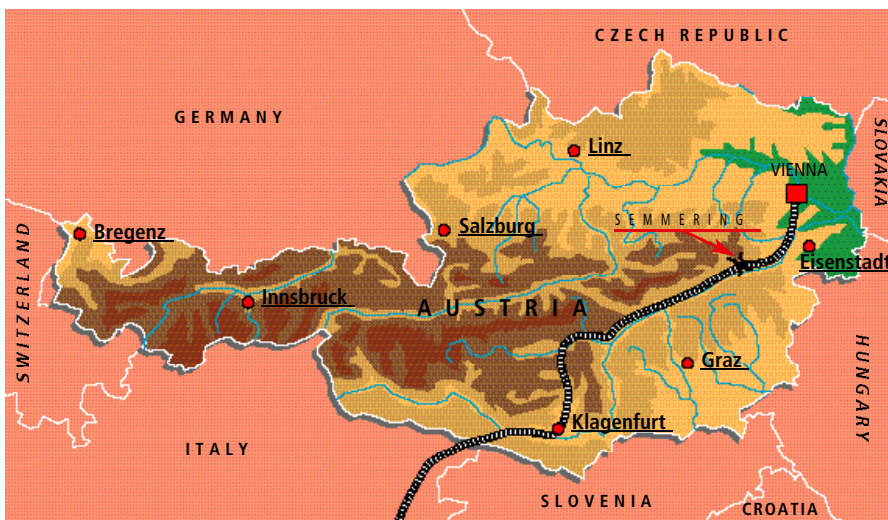 CZECH REPUBLIC
GERMANY
SLOVAKIA
Linz
VIENNA
SEMMERING
Bregenz
Salzburg
SWITZERLAND
Eisenstadt
Innsbruck
AUSTRIA
HUNGARY
Graz
Klagenfurt
ITALY
SLOVENIA
CROATIA